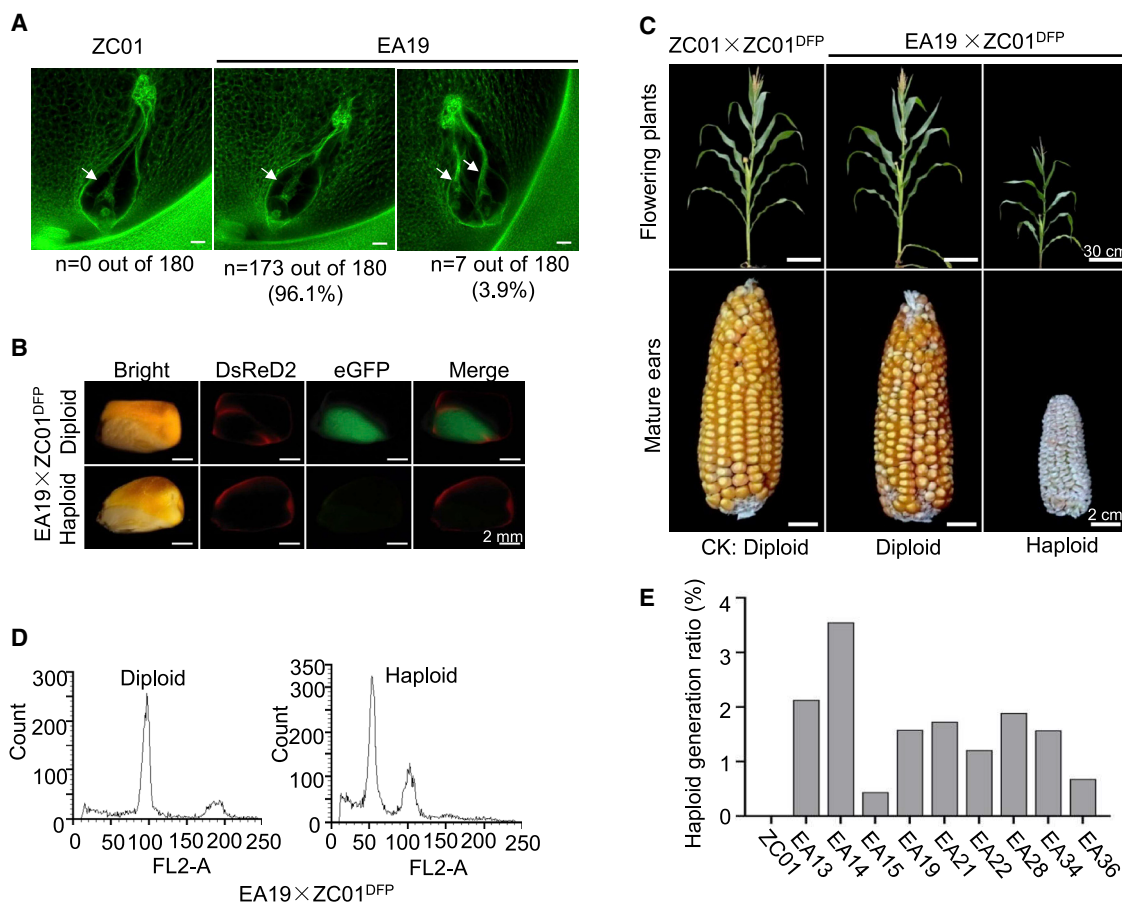 A
ZC01
EA19
n=0 out of 180
n=173 out of 180
(96.1%)
n=7 out of 180
(3.9%)
B
Bright
DsReD2
eGFP
Merge
EA19×ZC01DFP
Diploid
Haploid
2 mm
C
ZC01×ZC01DFP
EA19×ZC01DFP
Flowering plants
30 cm
Mature ears
2 cm
CK: Diploid
Diploid
Haploid
D
Diploid
Count
300
200
100
0
0 50 100 150 200 250
FL2-A
Haploid
Count
350
300
200
100
0
0 50 100 150 200 250
FL2-A
EA19×ZC01DFP
E
Haploid generation ratio (%)
4
3
2
1
0
ZC01
EA13
EA14
EA15
EA19
EA21
EA22
EA28
EA34
EA36